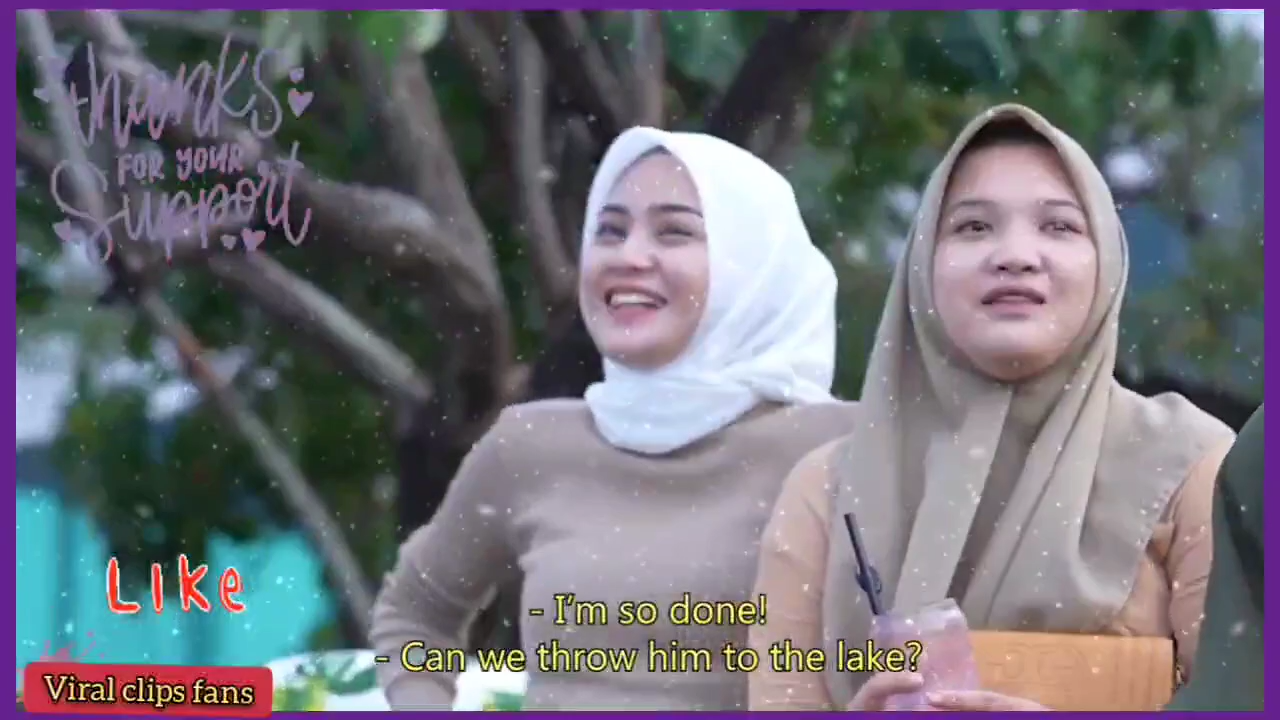 thanks
FOR YOUR
Support
LIKe
- I'm so done!
- Can we throw him to the lake?
Viral clips fans